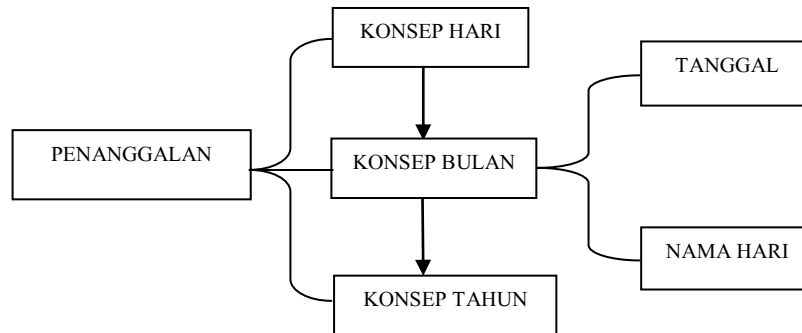 KONSEP HARI
TANGGAL
PENANGGALAN
KONSEP BULAN
NAMA HARI
KONSEP TAHUN